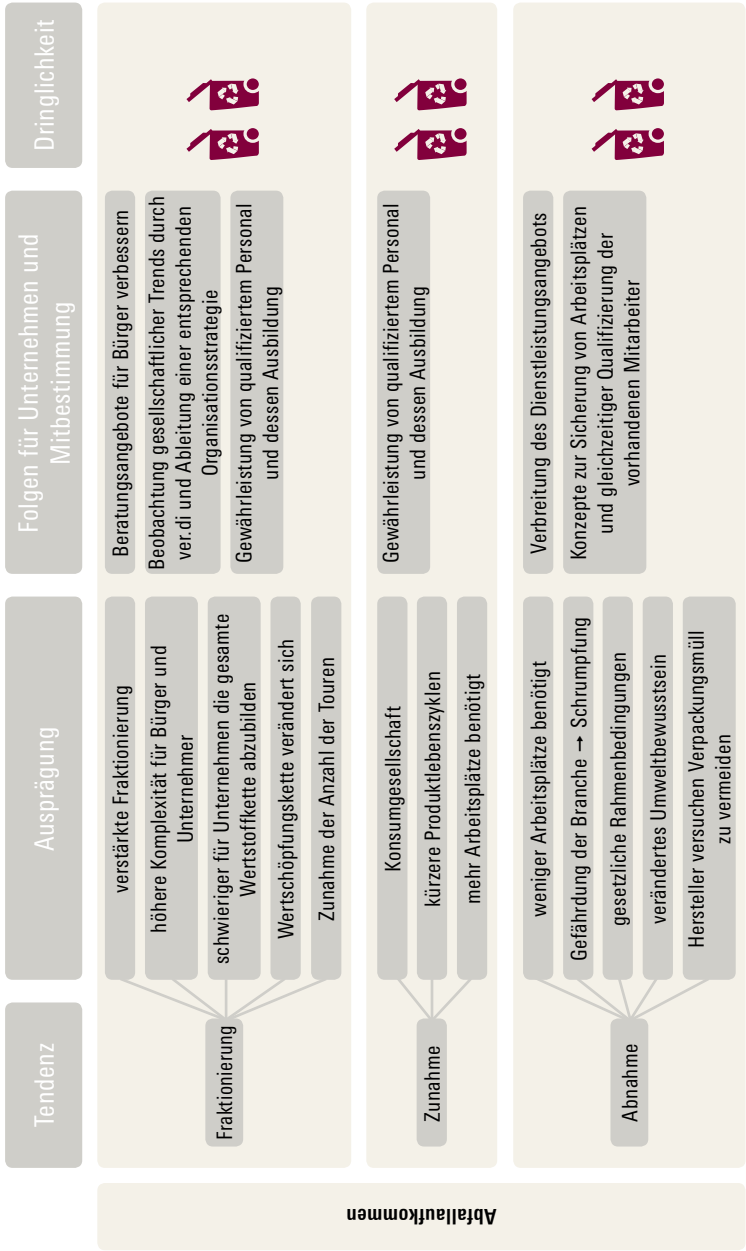 Abfallaufkommen
Tendenz
Ausprägung
Folgen für Unternehmen und
Mitbestimmung
Dringlichkeit
Fraktionierung
verstärkte Fraktionierung
höhere Komplexität für Bürger und
Unternehmer
schwieriger für Unternehmen die gesamte
Wertstoffkette abzubilden
Wertschöpfungskette verändert sich
Zunahme der Anzahl der Touren
Beratungsangebote für Bürger verbessern
Beobachtung gesellschaftlicher Trends durch
ver.di und Ableitung einer entsprechenden
Organisationsstrategie
Gewährleistung von qualifiziertem Personal
und dessen Ausbildung
Zunahme
Konsumgesellschaft
kürzere Produktlebenszyklen
mehr Arbeitsplätze benötigt
Gewährleistung von qualifiziertem Personal
und dessen Ausbildung
Abnahme
weniger Arbeitsplätze benötigt
Gefährdung der Branche → Schrumpfung
gesetzliche Rahmenbedingungen
verändertes Umweltbewusstsein
Hersteller versuchen Verpackungsmüll
zu vermeiden
Verbreitung des Dienstleistungsangebots
Konzepte zur Sicherung von Arbeitsplätzen
und gleichzeitiger Qualifizierung der
vorhandenen Mitarbeiter